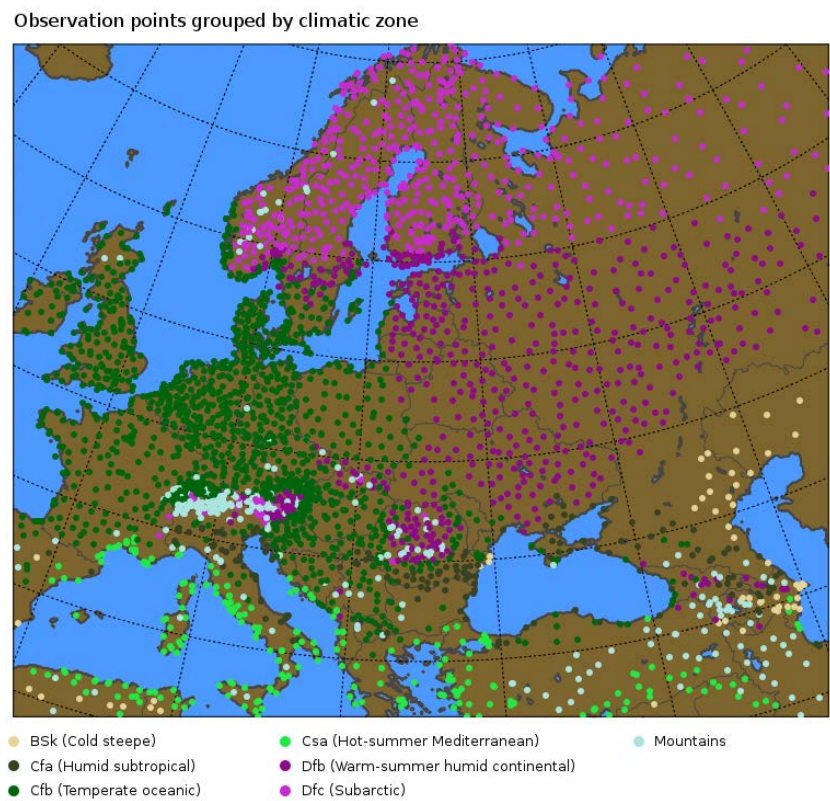 Observation points grouped by climatic zone
BSk (Cold steepe)
Csa (Hot-summer Mediterranean)
Mountains
Cfa (Humid subtropical)
Dfb (Warm-summer humid continental)
Cfb (Temperate oceanic)
Dfc (Subarctic)